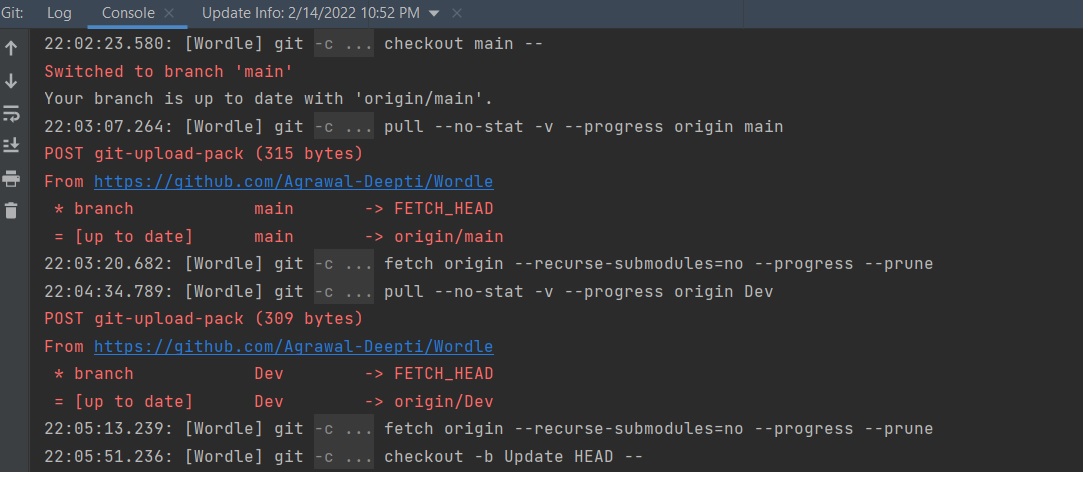 Git: Log Console Update Info: 2/14/2022 10:52 PM
22:02:23.580: [Wordle] git -c ... checkout main --
Switched to branch 'main'
Your branch is up to date with 'origin/main'.
22:03:07.264: [Wordle] git -c ... pull --no-stat -v --progress origin main
POST git-upload-pack (315 bytes)
From https://github.com/Agrawal-Deepti/Wordle
* branch main -> FETCH_HEAD
= [up to date] main -> origin/main
22:03:20.682: [Wordle] git -c ... fetch origin --recurse-submodules=no --progress --prune
22:04:34.789: [Wordle] git -c ... pull --no-stat -v --progress origin Dev
POST git-upload-pack (309 bytes)
From https://github.com/Agrawal-Deepti/Wordle
* branch Dev -> FETCH_HEAD
= [up to date] Dev -> origin/Dev
22:05:13.239: [Wordle] git -c ... fetch origin --recurse-submodules=no --progress --prune
22:05:51.236: [Wordle] git -c ... checkout -b Update HEAD --